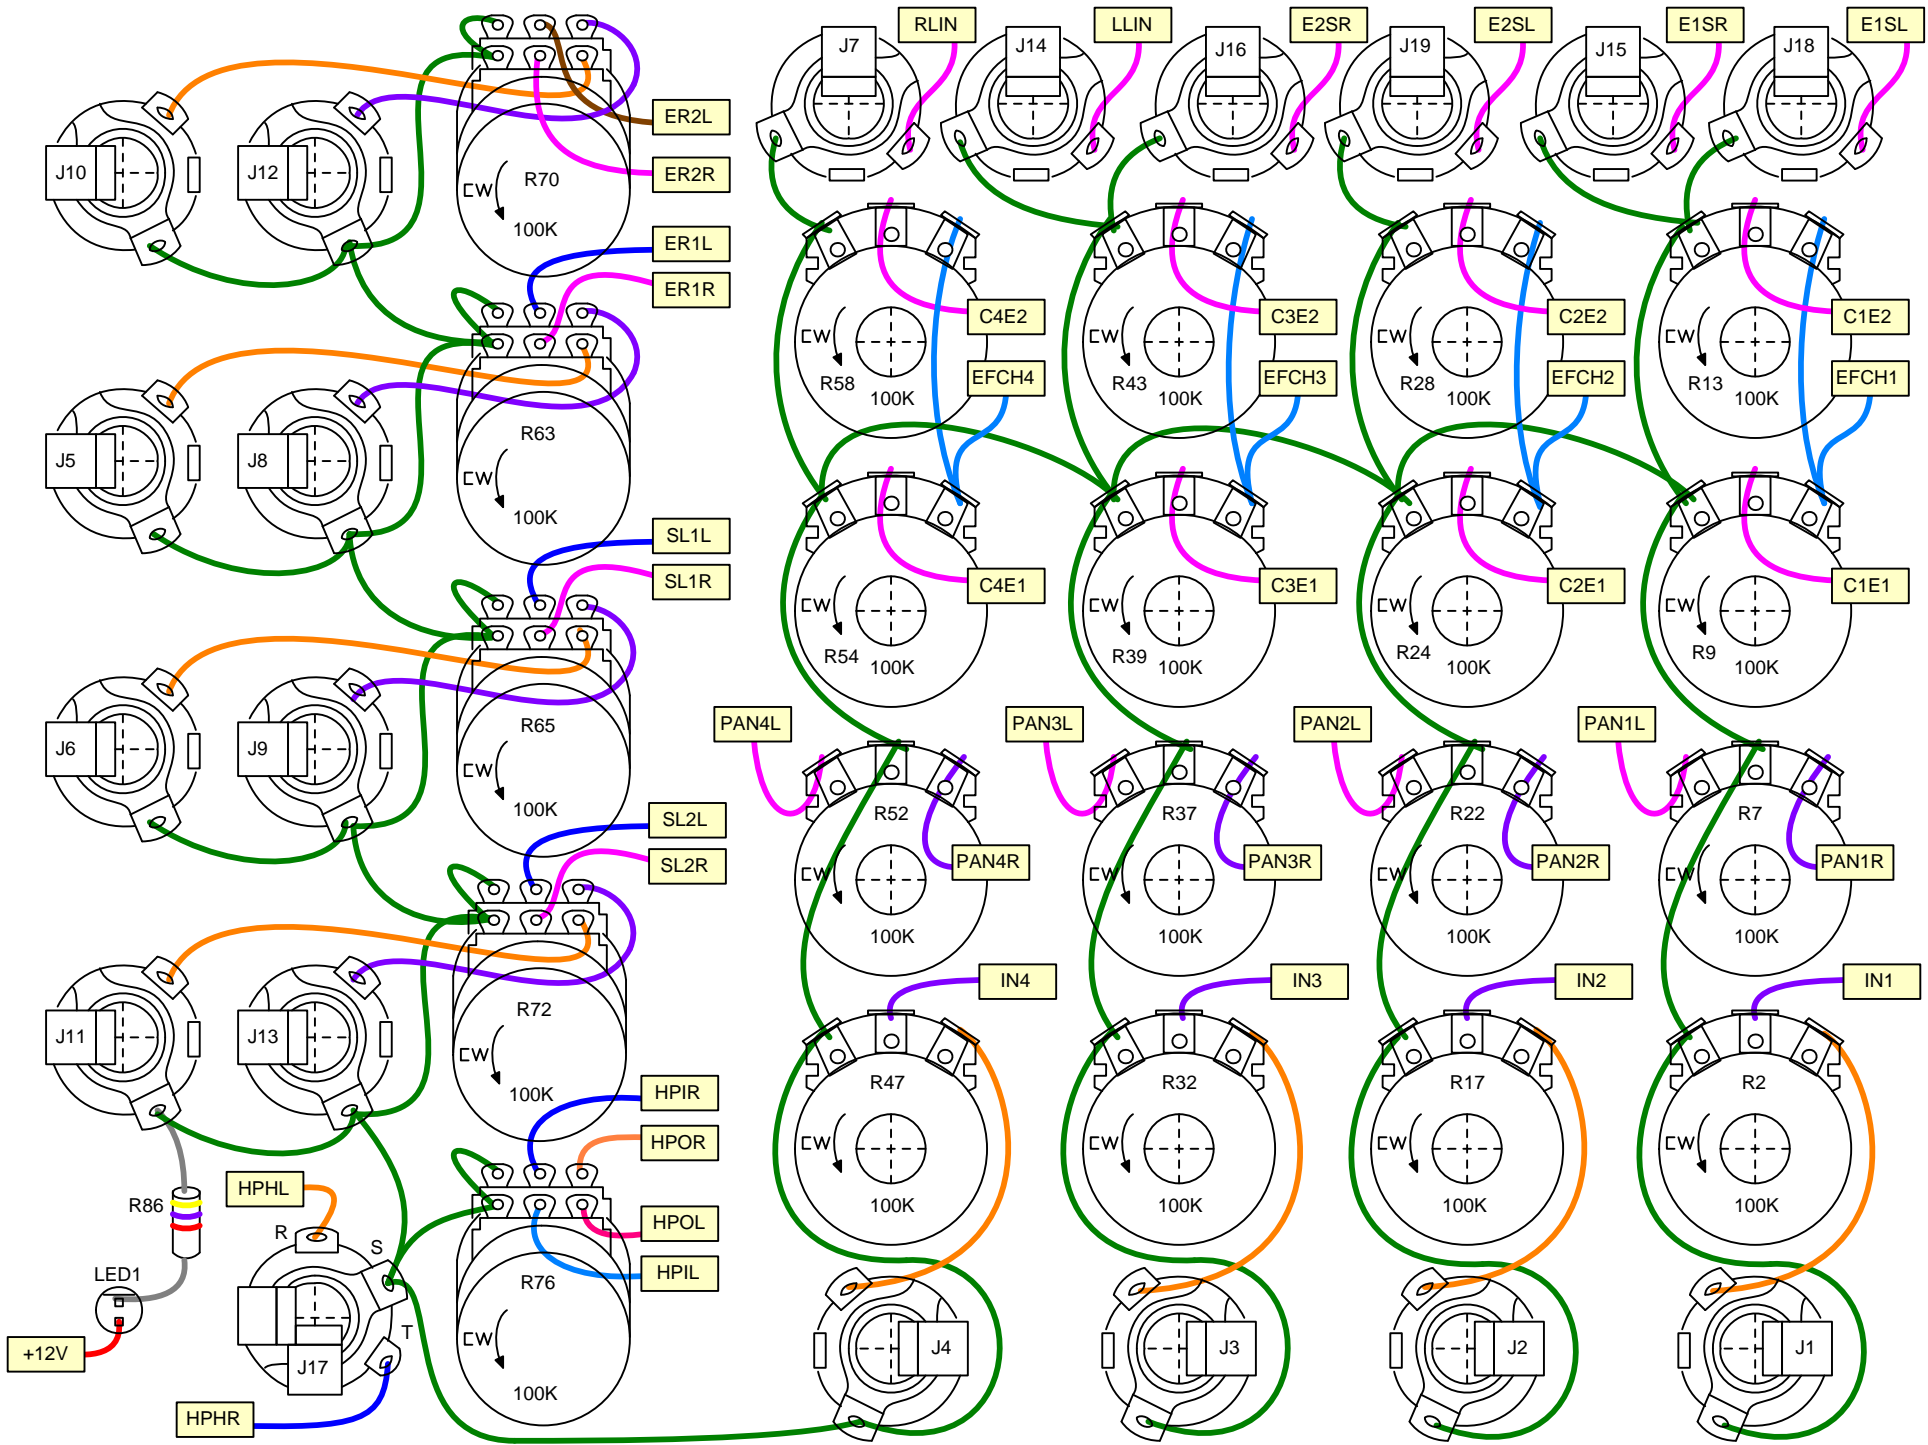 J7
RLIN
J14
LLIN
J16
E2SR
J19
E2SL
J15
E1SR
J18
E1SL
J10
J12
R70
CW
100K
ER2L
ER2R
ER1L
ER1R
C4E2
C3E2
C2E2
C1E2
CW
R58
100K
EFCH4
CW
R43
100K
EFCH3
CW
R28
100K
EFCH2
CW
R13
100K
EFCH1
J5
J8
R63
CW
100K
SL1L
SL1R
C4E1
C3E1
C2E1
C1E1
CW
R54
100K
CW
R39
100K
CW
R24
100K
CW
R9
100K
J6
J9
R65
CW
100K
PAN4L
PAN3L
PAN2L
PAN1L
SL2L
SL2R
R52
CW
PAN4R
100K
R37
CW
PAN3R
100K
R22
CW
PAN2R
100K
R7
CW
PAN1R
100K
J11
J13
R72
CW
100K
IN4
IN3
IN2
IN1
HPIR
HPOR
HPOL
HPIL
R47
CW
100K
R32
CW
100K
R17
CW
100K
R2
CW
100K
HPHL
R86
R
S
T
LED1
+12V
J17
HPHR
R76
CW
100K
J4
J3
J2
J1